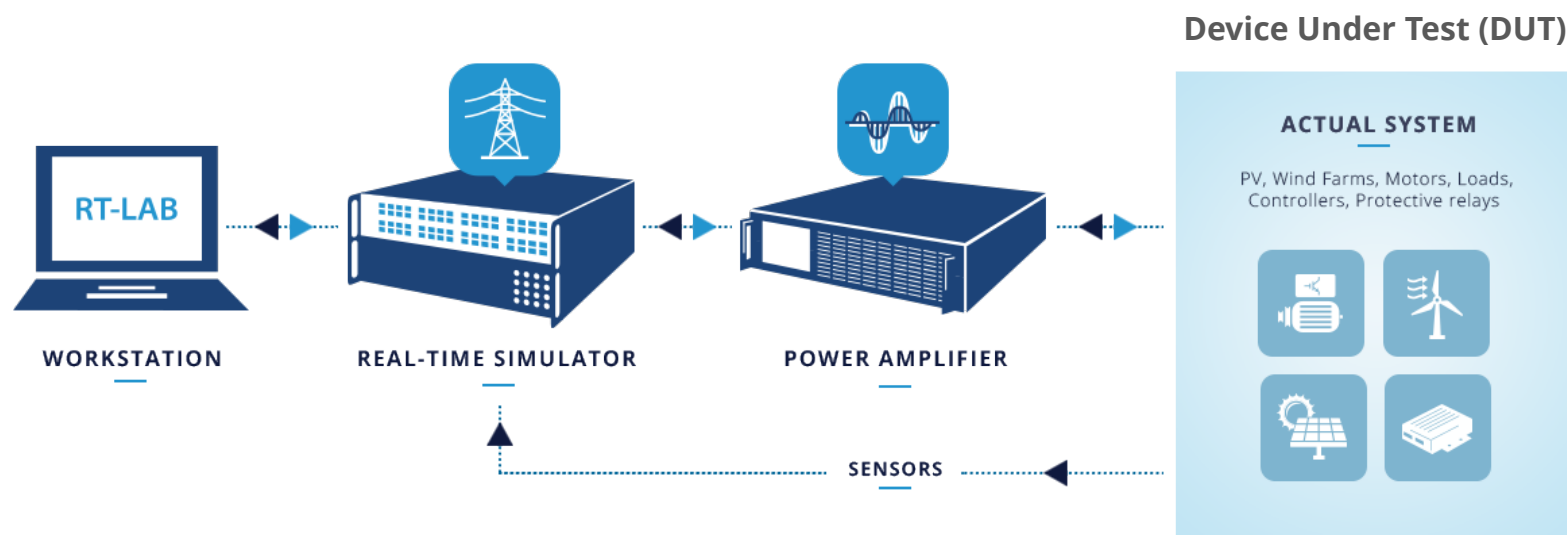 Device Under Test (DUT)
ACTUAL SYSTEM
PV, Wind Farms, Motors, Loads,
Controllers, Protective relays
RT-LAB
WORKSTATION
REAL-TIME SIMULATOR
POWER AMPLIFIER
SENSORS